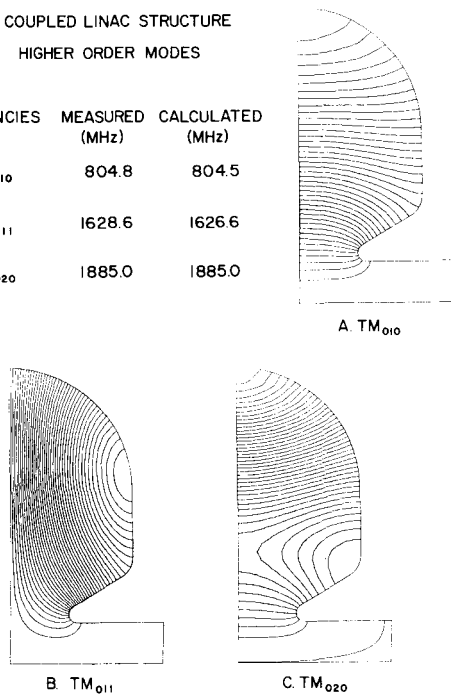 COUPLED LINAC STRUCTURE
HIGHER ORDER MODES
MEASURED CALCULATED
(MHz) (MHz)
804.8 804.5
1628.6 1626.6
1885.0 1885.0
A. TM₀₁₀
B. TM₀₁₁
C. TM₀₂₀